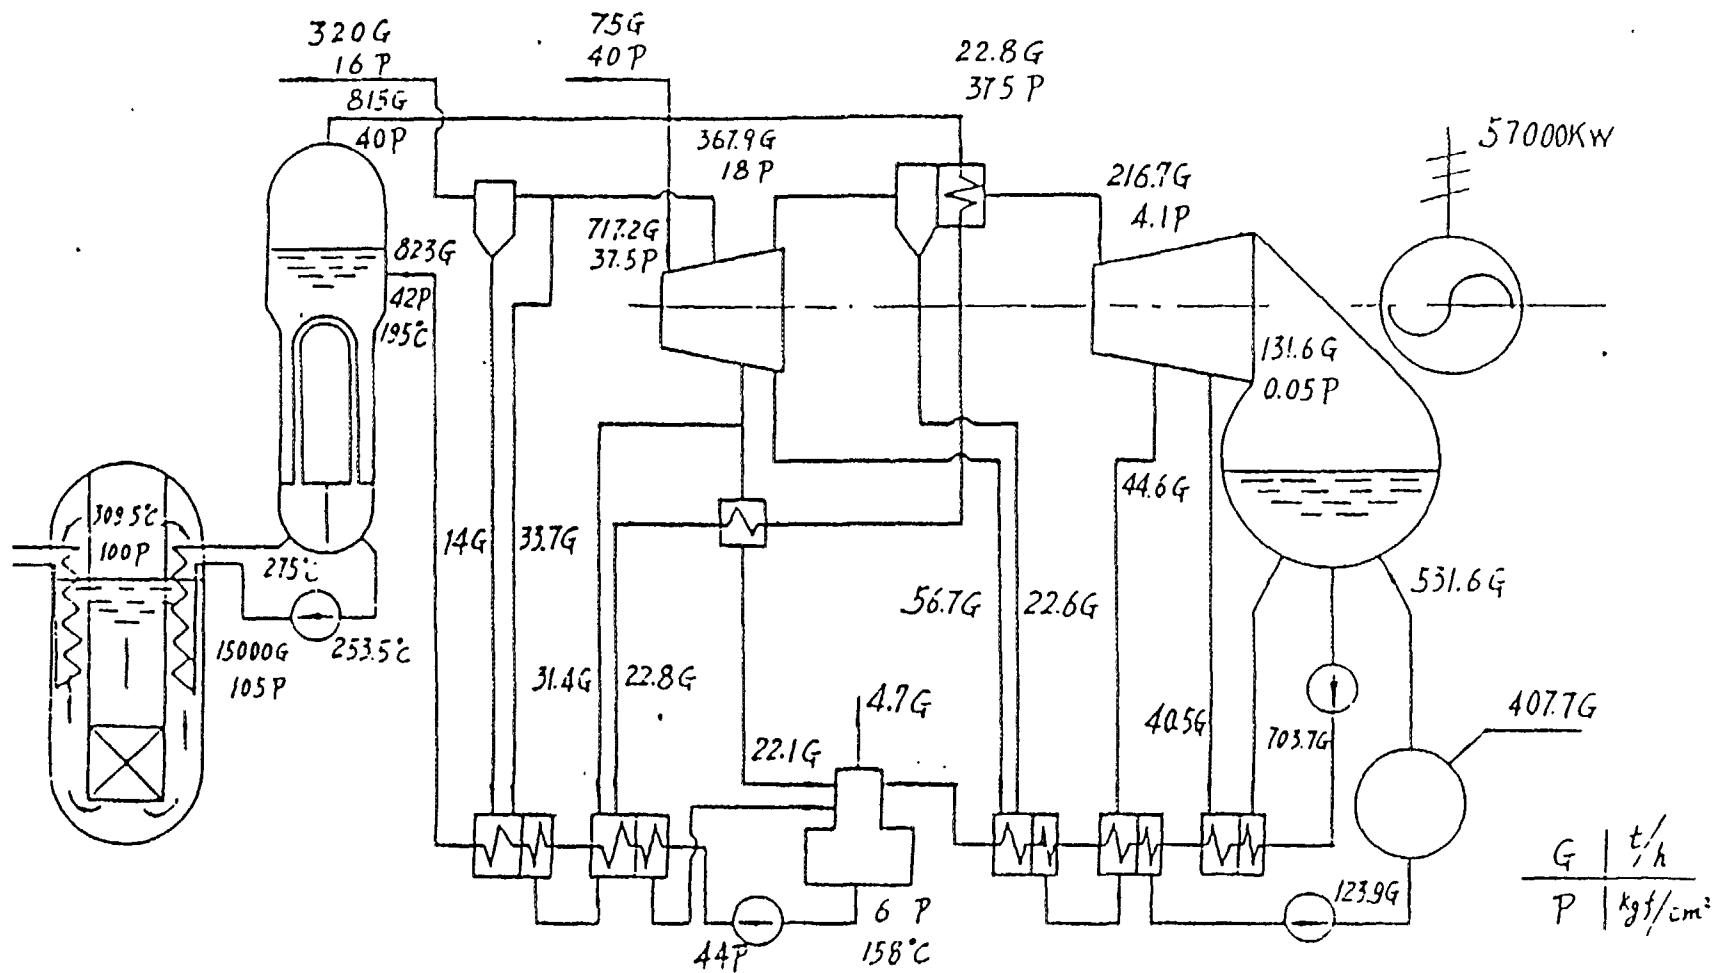 320G
16P
75G
40P
22.8G
37.5P
815G
40P
367.9G
18P
216.7G
4.1P
57000KW
717.2G
37.5P
823G
42P
195°C
131.6G
0.05P
309.5°C
100P
275°C
14G
33.7G
44.6G
531.6G
56.7G
22.6G
15000G
105P
253.5°C
31.4G
22.8G
4.7G
22.1G
40.5G
703.7G
407.7G
123.9G
6 P
158°C
44P
G t/h
P kgf/cm²